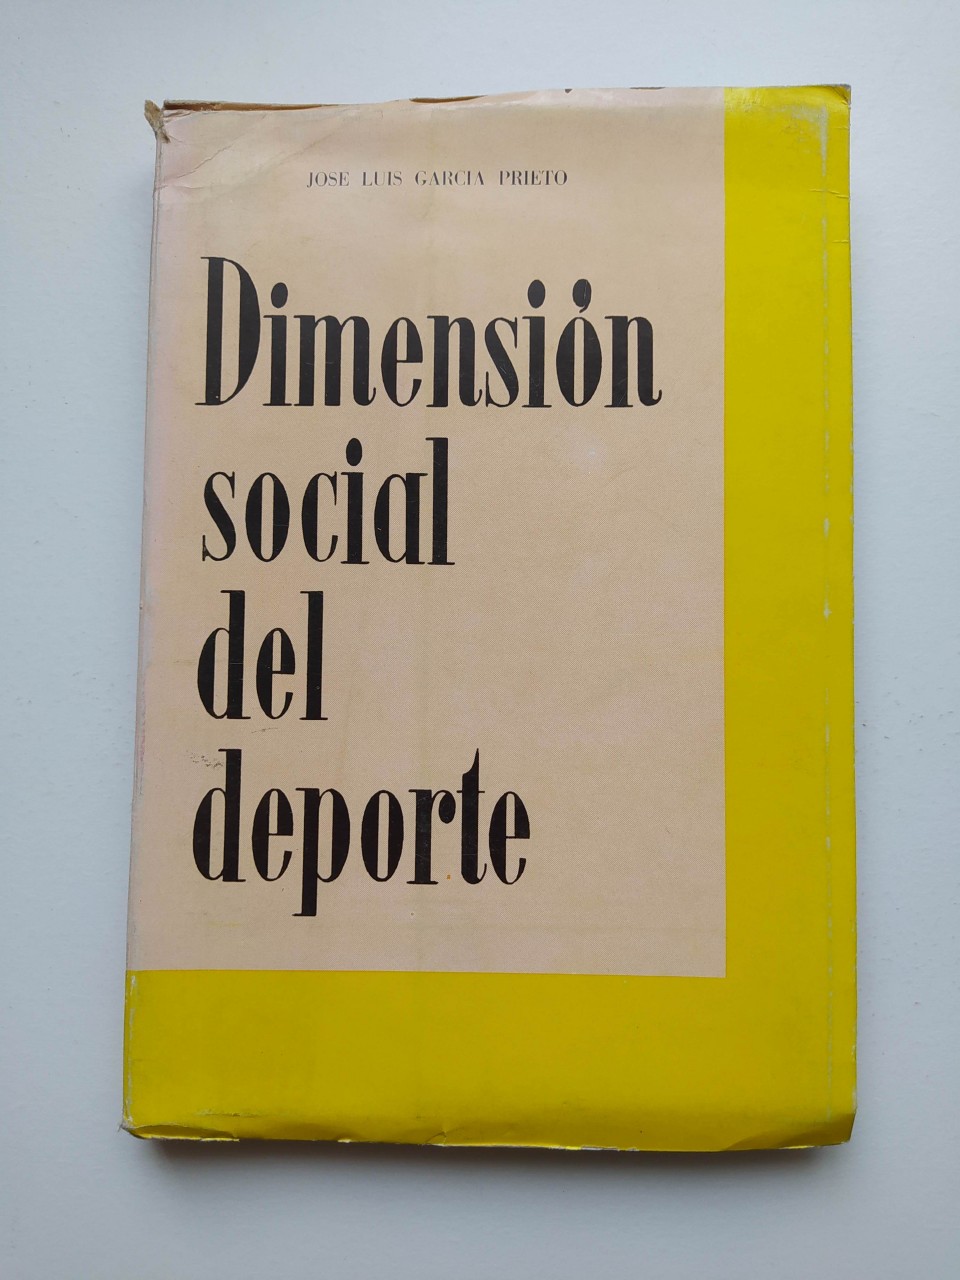 JOSE LUIS GARCIA PRIETO
Dimensión
social
del
deporte